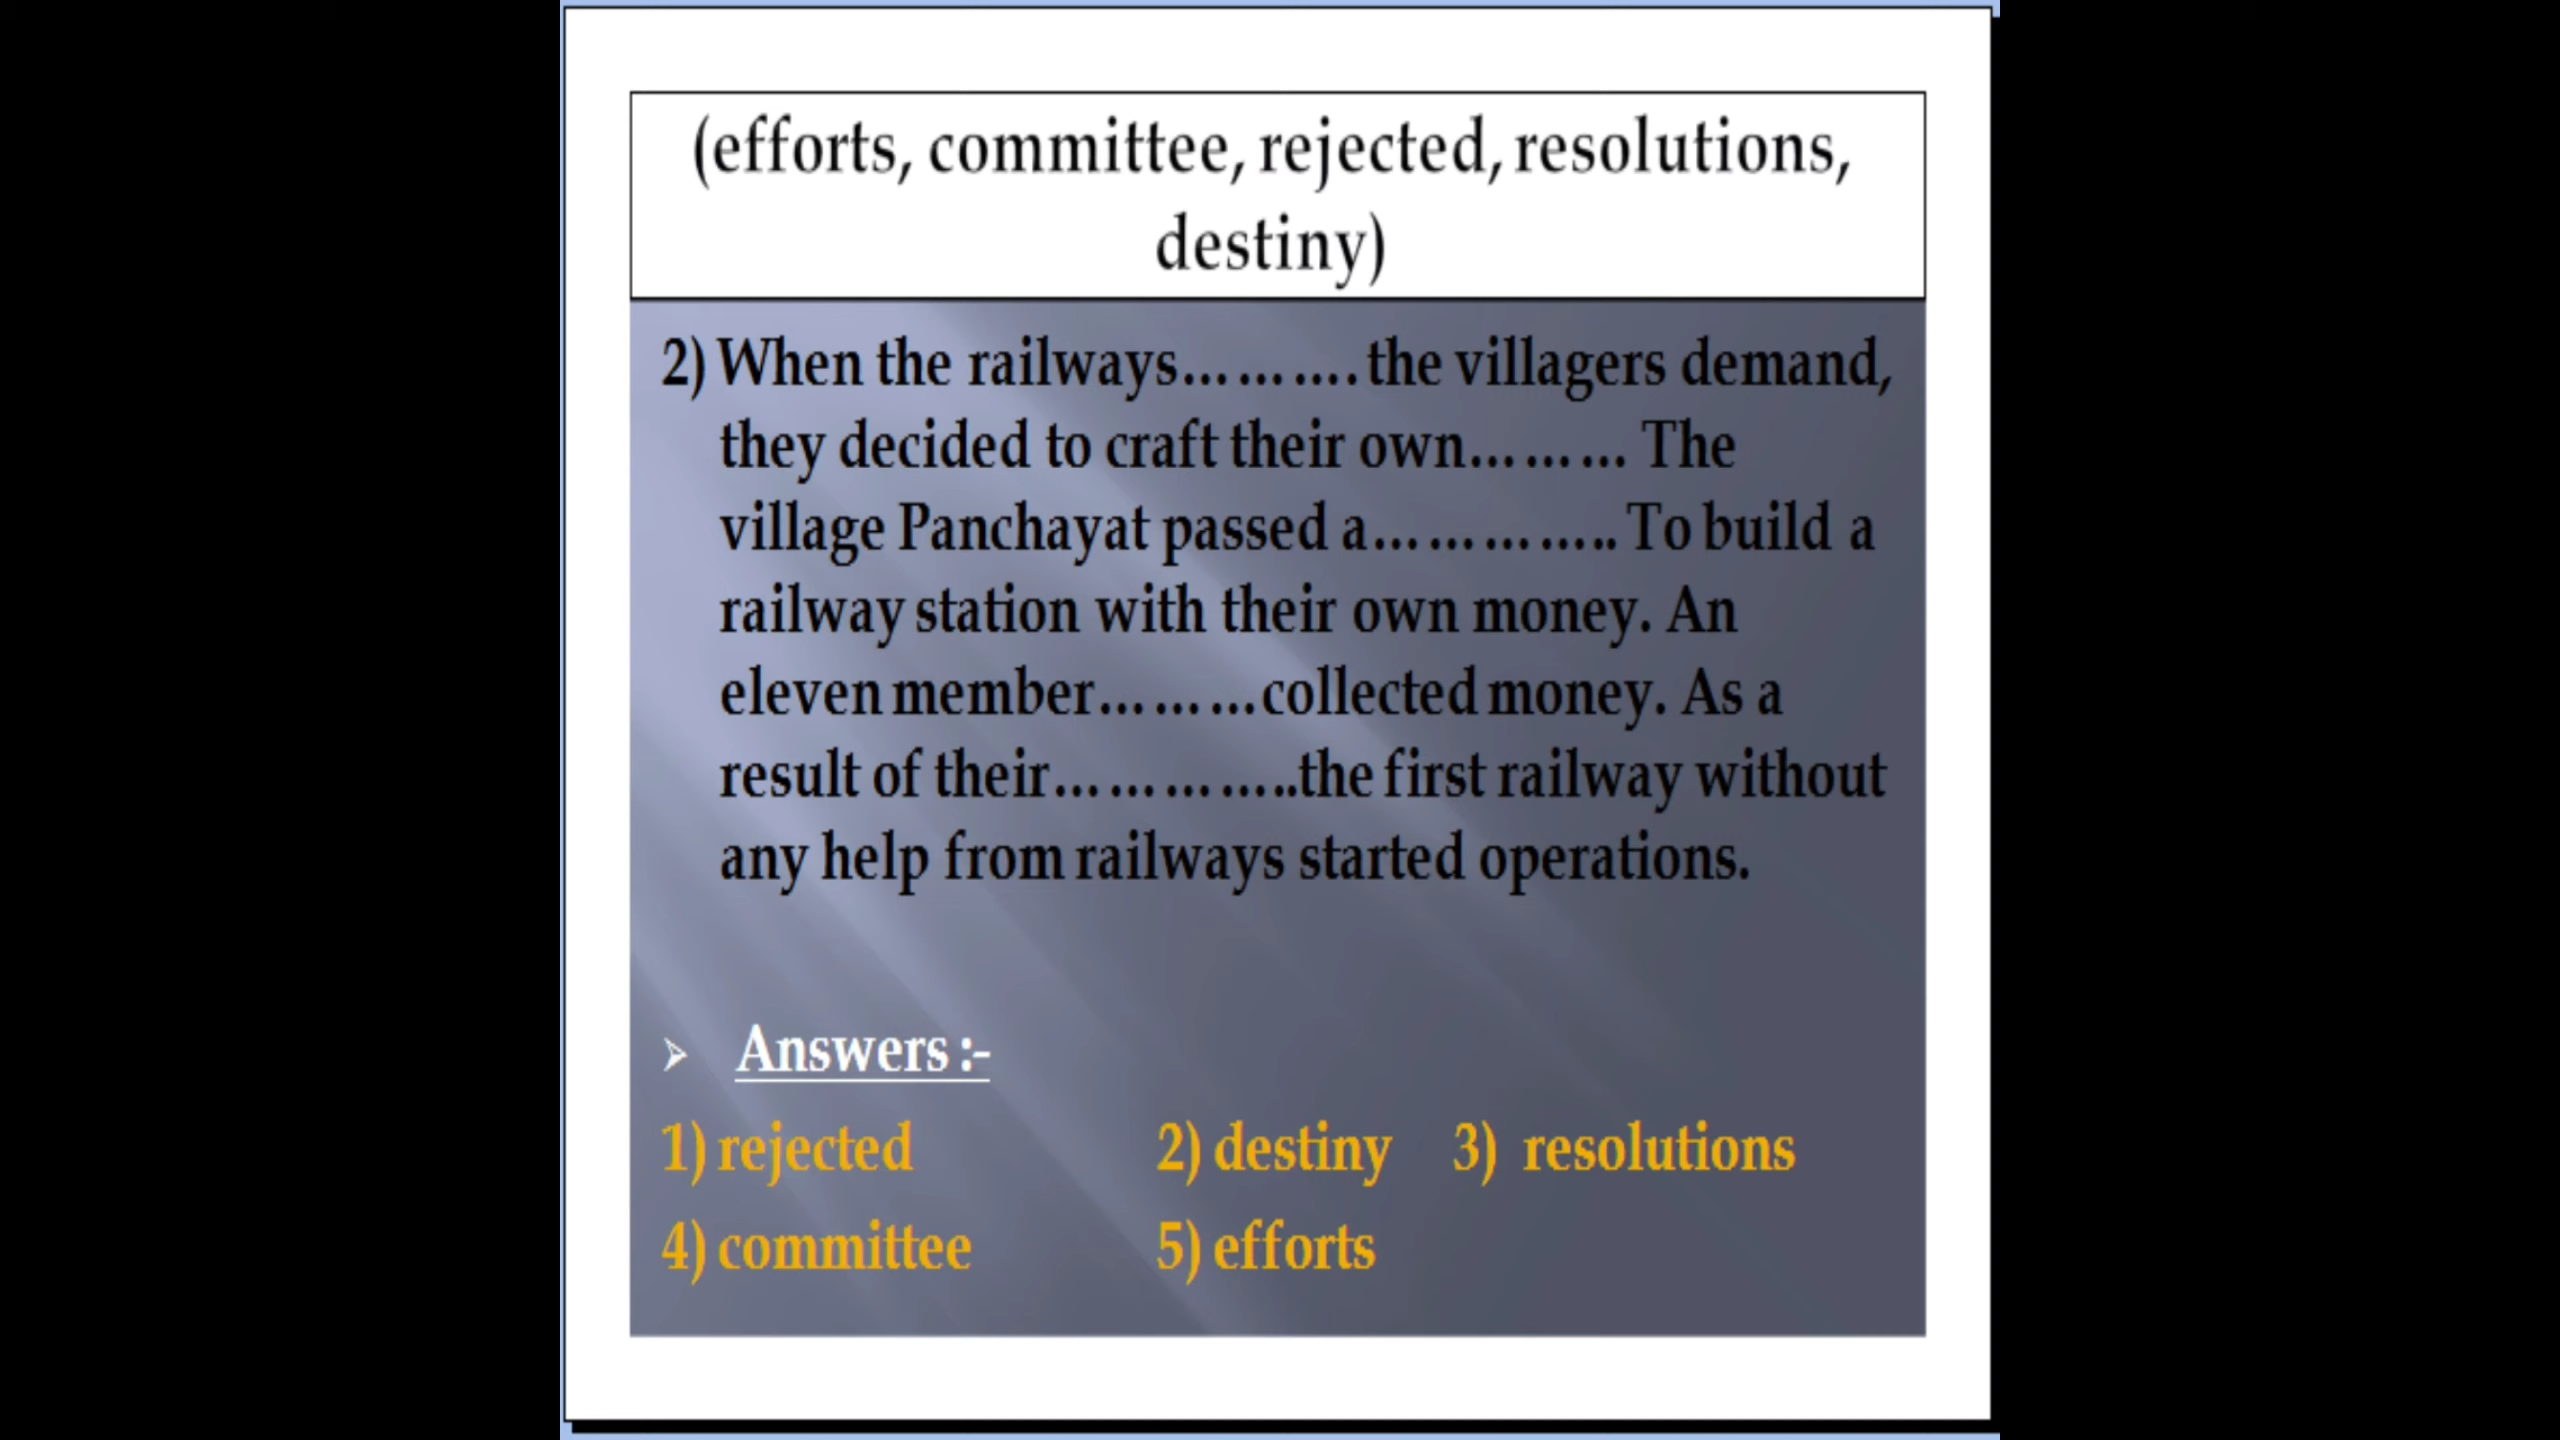 (efforts, committee, rejected, resolutions,
destiny)
2) When the railways.......... the villagers demand,
they decided to craft their own......... The
village Panchayat passed a.............. To build a
railway station with their own money. An
eleven member.........collected money. As a
result of their..............the first railway without
any help from railways started operations.
➢ Answers :-
1) rejected 2) destiny 3) resolutions
4) committee 5) efforts